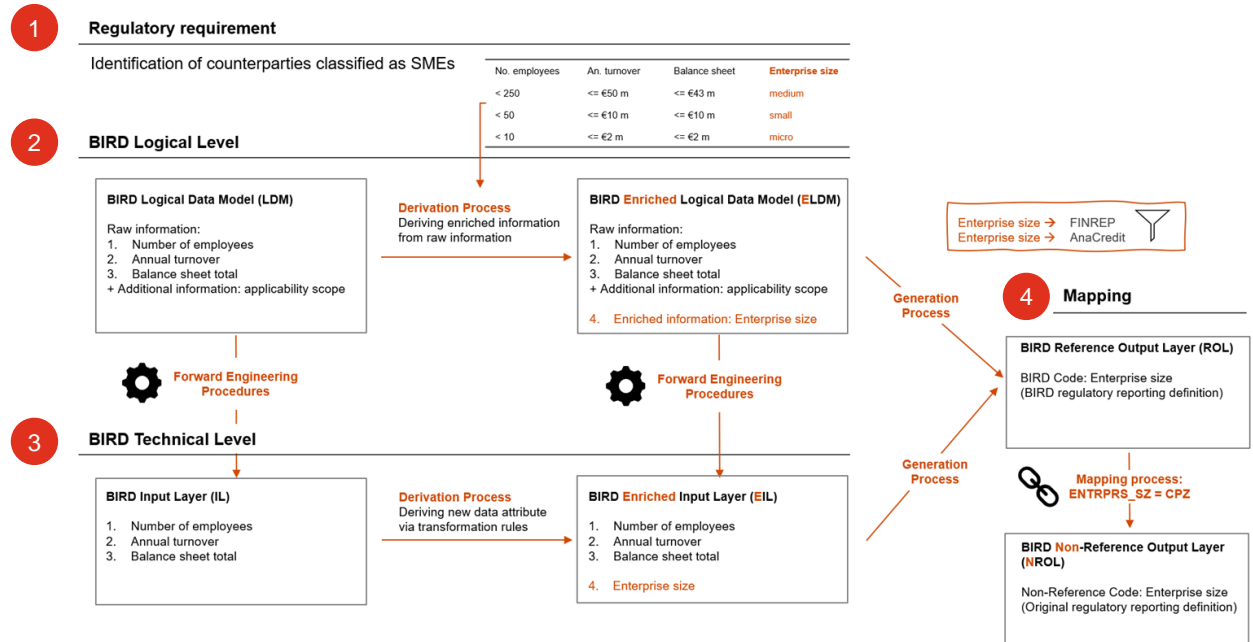 1
Regulatory requirement
Identification of counterparties classified as SMEs
No. employees An. turnover Balance sheet Enterprise size
< 250 <= €50 m <= €43 m medium
< 50 <= €10 m <= €10 m small
< 10 <= €2 m <= €2 m micro
2
BIRD Logical Level
BIRD Logical Data Model (LDM)
Raw information:
1. Number of employees
2. Annual turnover
3. Balance sheet total
+ Additional information: applicability scope
Derivation Process
Deriving enriched information
from raw information
BIRD Enriched Logical Data Model (ELDM)
Raw information:
1. Number of employees
2. Annual turnover
3. Balance sheet total
+ Additional information: applicability scope
4. Enriched information: Enterprise size
Enterprise size → FINREP
Enterprise size → AnaCredit
Generation
Process
Forward Engineering
Procedures
Forward Engineering
Procedures
3
BIRD Technical Level
BIRD Input Layer (IL)
1. Number of employees
2. Annual turnover
3. Balance sheet total
Derivation Process
Deriving new data attribute
via transformation rules
BIRD Enriched Input Layer (EIL)
1. Number of employees
2. Annual turnover
3. Balance sheet total
4. Enterprise size
Generation
Process
4
Mapping
BIRD Reference Output Layer (ROL)
BIRD Code: Enterprise size
(BIRD regulatory reporting definition)
Mapping process:
ENTRPRS_SZ = CPZ
BIRD Non-Reference Output Layer
(NROL)
Non-Reference Code: Enterprise size
(Original regulatory reporting definition)